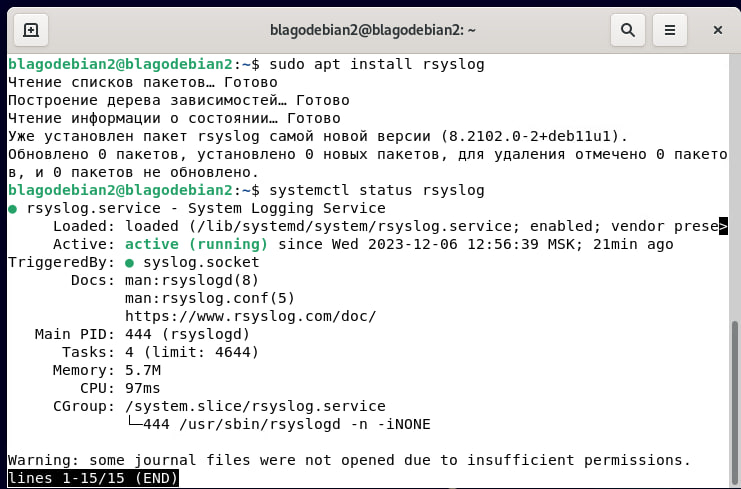 blagodebian2@blagodebian2: ~
blagodebian2@blagodebian2:~$ sudo apt install rsyslog
Чтение списков пакетов… Готово
Построение дерева зависимостей… Готово
Чтение информации о состоянии… Готово
Уже установлен пакет rsyslog самой новой версии (8.2102.0-2+deb11u1).
Обновлено 0 пакетов, установлено 0 новых пакетов, для удаления отмечено 0 пакето
в, и 0 пакетов не обновлено.
blagodebian2@blagodebian2:~$ systemctl status rsyslog
● rsyslog.service - System Logging Service
Loaded: loaded (/lib/systemd/system/rsyslog.service; enabled; vendor prese>
Active: active (running) since Wed 2023-12-06 12:56:39 MSK; 21min ago
TriggeredBy: ● syslog.socket
Docs: man:rsyslogd(8)
man:rsyslog.conf(5)
https://www.rsyslog.com/doc/
Main PID: 444 (rsyslogd)
Tasks: 4 (limit: 4644)
Memory: 5.7M
CPU: 97ms
CGroup: /system.slice/rsyslog.service
└─444 /usr/sbin/rsyslogd -n -iNONE
Warning: some journal files were not opened due to insufficient permissions.
lines 1-15/15 (END)